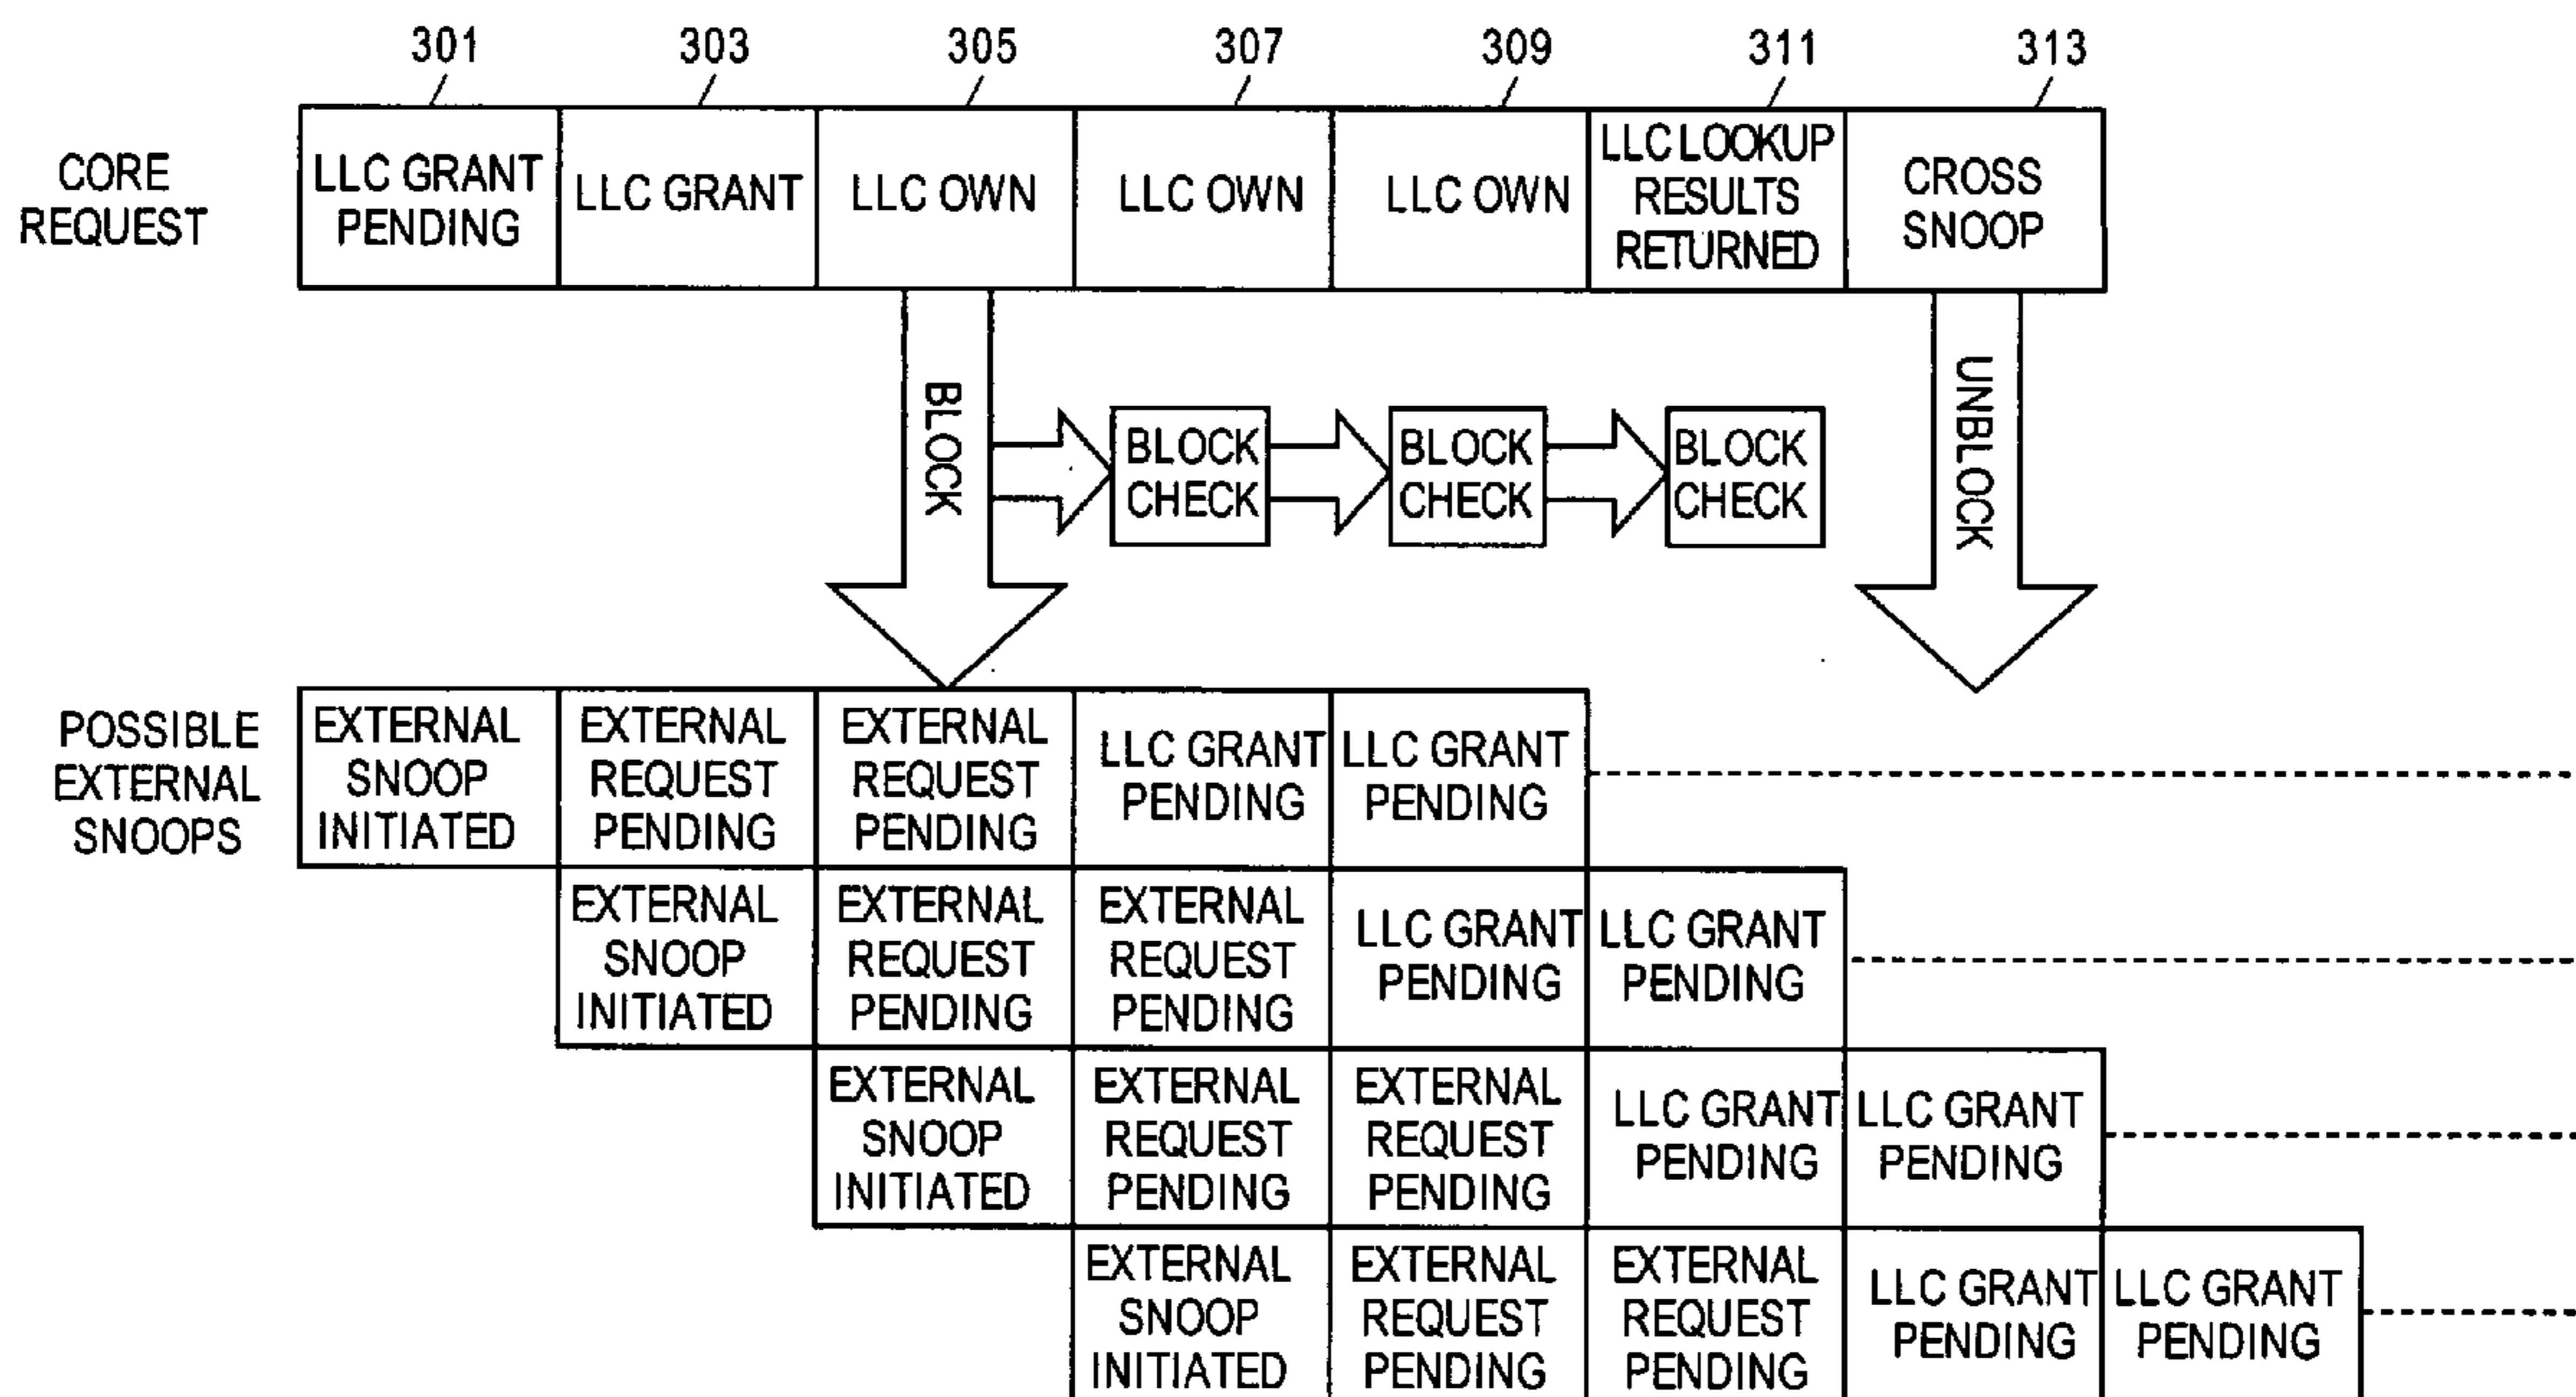 301 303 305 307 309 311 313
CORE
REQUEST
LLC GRANT
PENDING
LLC GRANT
LLC OWN
LLC OWN
LLC OWN
LLC LOOKUP
RESULTS
RETURNED
CROSS
SNOOP
BLOCK
BLOCK
CHECK
BLOCK
CHECK
BLOCK
CHECK
UNBLOCK
POSSIBLE
EXTERNAL
SNOOPS
EXTERNAL
SNOOP
INITIATED
EXTERNAL
REQUEST
PENDING
EXTERNAL
REQUEST
PENDING
LLC GRANT
PENDING
LLC GRANT
PENDING
EXTERNAL
SNOOP
INITIATED
EXTERNAL
REQUEST
PENDING
EXTERNAL
REQUEST
PENDING
LLC GRANT
PENDING
LLC GRANT
PENDING
EXTERNAL
SNOOP
INITIATED
EXTERNAL
REQUEST
PENDING
EXTERNAL
REQUEST
PENDING
LLC GRANT
PENDING
LLC GRANT
PENDING
EXTERNAL
SNOOP
INITIATED
EXTERNAL
REQUEST
PENDING
EXTERNAL
REQUEST
PENDING
LLC GRANT
PENDING
LLC GRANT
PENDING